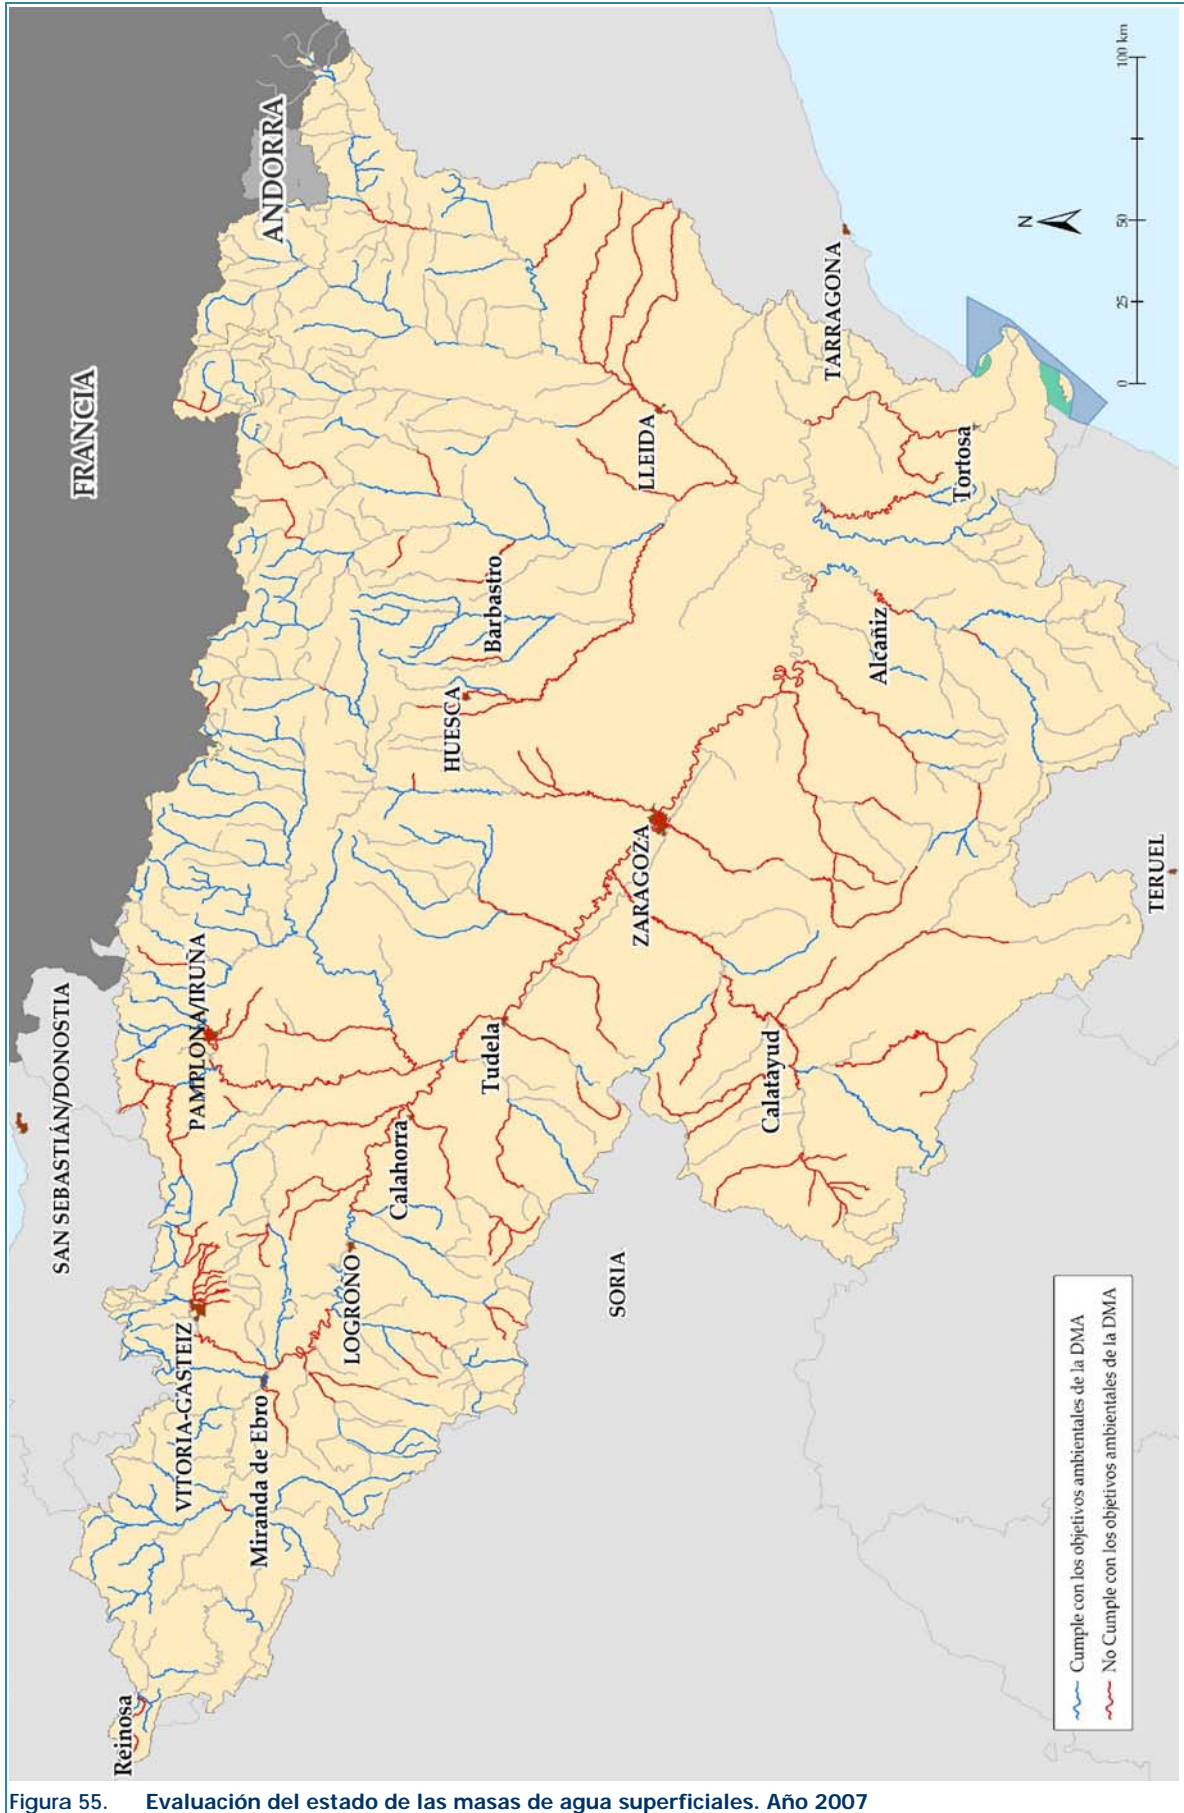 FRANCIA
ANDORRA
SAN SEBASTIÁN/DONOSTIA
PAMPLONA/IRUÑA
VITORIA-GASTEIZ
Reinosa
Miranda de Ebro
LOGROÑO
Calahorra
Tudela
HUESCA
Barbastro
LLEIDA
ZARAGOZA
SORIA
Calatayud
Alcañiz
TARRAGONA
Tortosa
TERUEL
N
0 25 50 100 km
Cumple con los objetivos ambientales de la DMA
No Cumple con los objetivos ambientales de la DMA
Figura 55. Evaluación del estado de las masas de agua superficiales. Año 2007